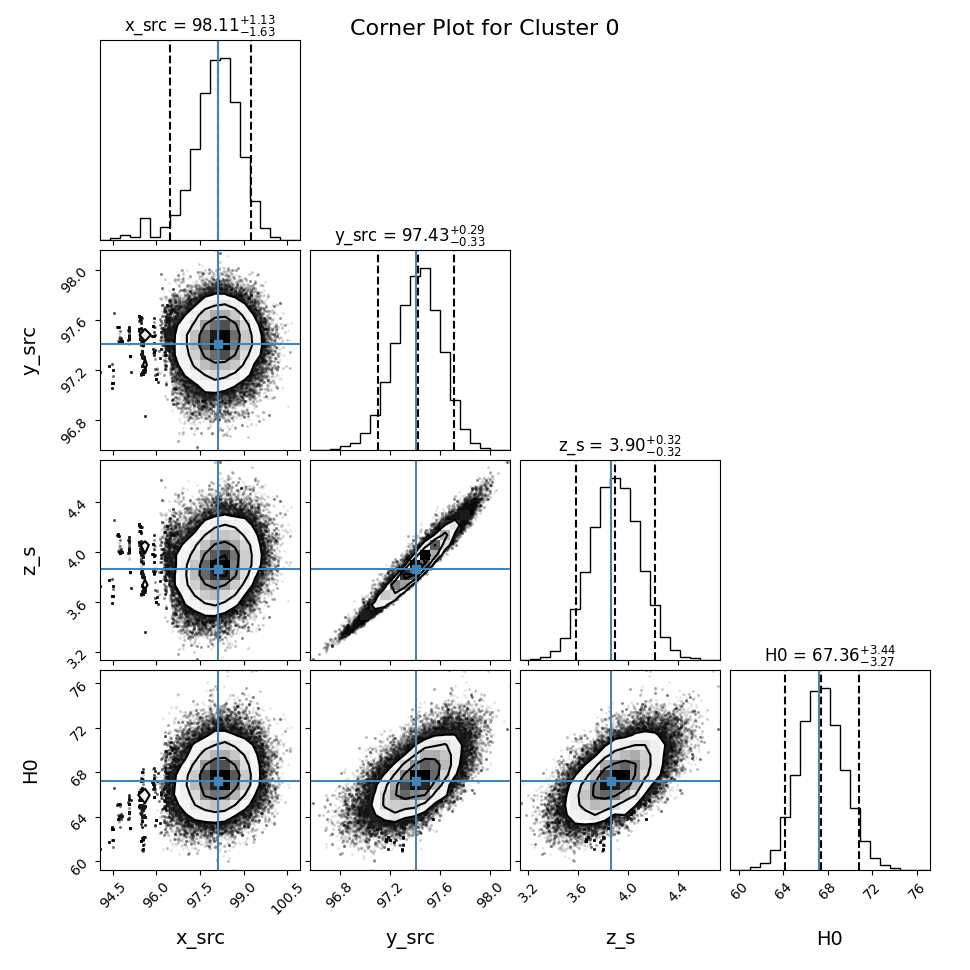 Corner Plot for Cluster 0
x_src = 98.11+1.13−1.63
y_src = 97.43+0.29−0.33
z_s = 3.90+0.32−0.32
H0 = 67.36+3.44−3.27
y_src
98.0
97.6
97.2
96.8
z_s
4.4
4.0
3.6
3.2
H0
76
72
68
64
60
94.5 96.0 97.5 99.0 100.5
96.8 97.2 97.6 98.0
3.2 3.6 4.0 4.4
60 64 68 72 76
x_src y_src z_s H0